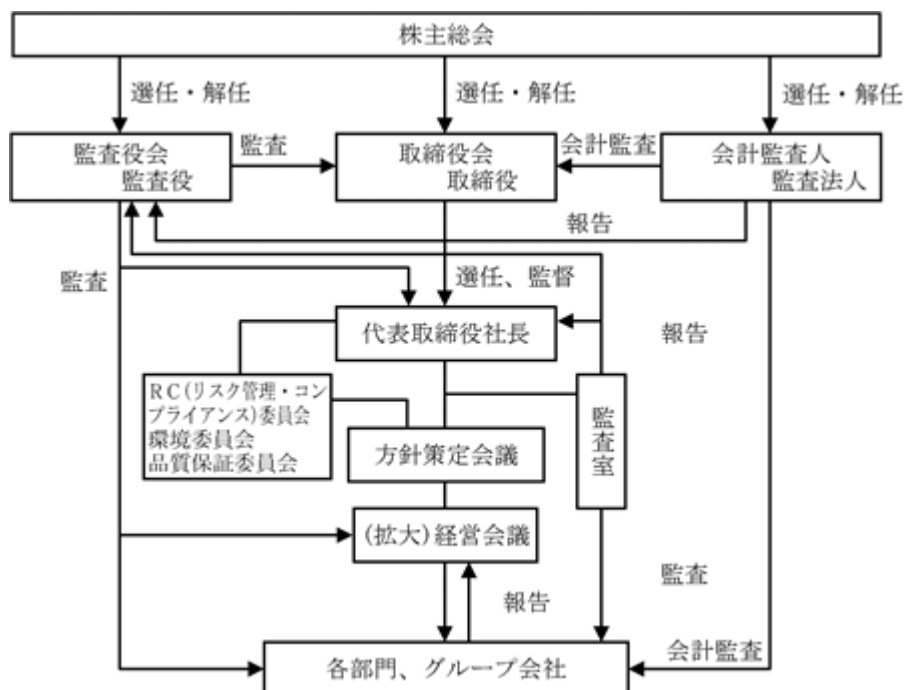 株主総会
選任・解任
選任・解任
選任・解任
監査役会
監査役
監査
取締役会
取締役
会計監査
会計監査人
監査法人
報告
監査
選任、監督
代表取締役社長
報告
RC(リスク管理・コン
プライアンス)委員会
環境委員会
品質保証委員会
方針策定会議
監査室
(拡大)経営会議
報告
監査
各部門、グループ会社
会計監査